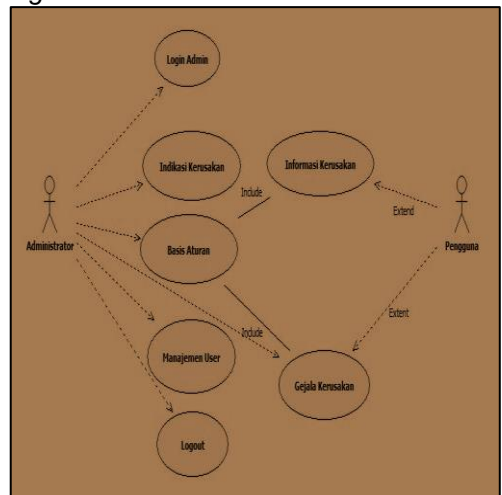 Login Admin
Indikasi Kerusakan
Informasi Kerusakan
Include
Extend
Administrator
Basis Aturan
Pengguna
Include
Extent
Manajemen User
Gejala Kerusakan
Logout